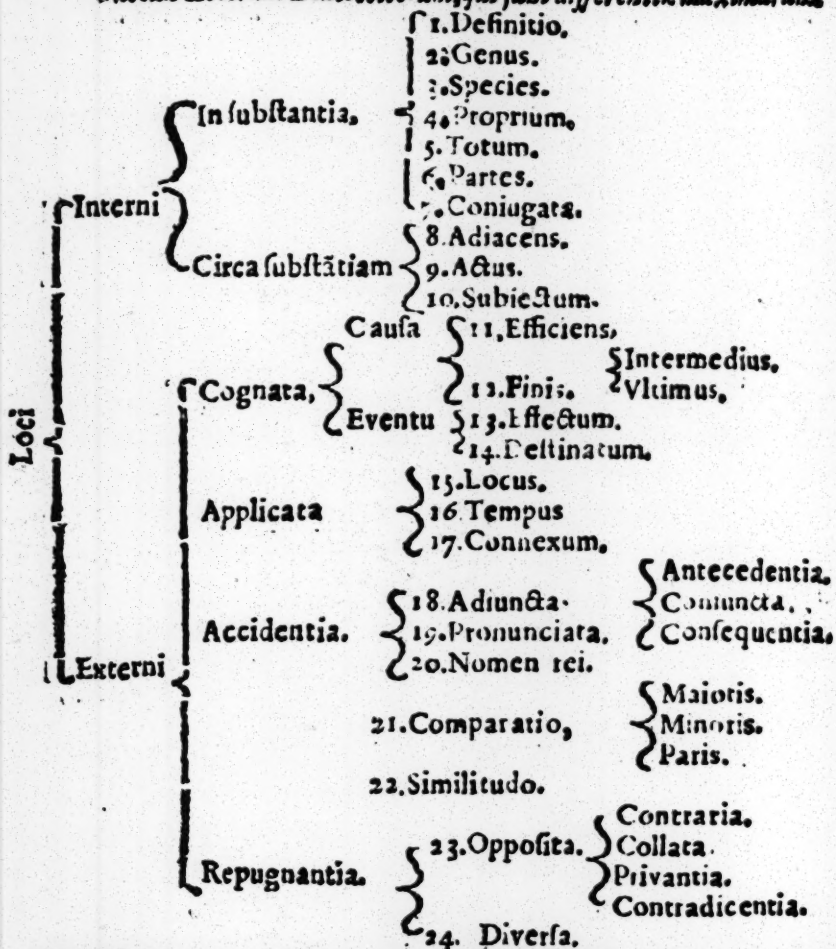 1.Definitio.
2.Genus.
3.Species.
In ſubſtantia.
4.Proprium.
5.Totum.
6.Partes.
Interni
7.Coniugata.
8.Adiacens.
Circa ſubſtãtiam
9.Actus.
10.Subiectum.
Cauſa
11,Efficiens,
Intermedius.
Cognata,
12.Finis.
Vltimus.
Eventu
13.Effectum.
14.Deſtinatum.
Loci
15.Locus.
Applicata
16.Tempus
17.Connexum.
Antecedentia.
18.Adiuncta.
Coniuncta.
Accidentia.
19.Pronunciata.
Conſequentia.
20.Nomen rei.
Externi
Maioris.
21.Comparatio,
Minoris.
Paris.
22.Similitudo.
Contraria.
23.Oppoſita.
Collata.
Repugnantia.
Privantia.
Contradicentia.
24. Diverſa.